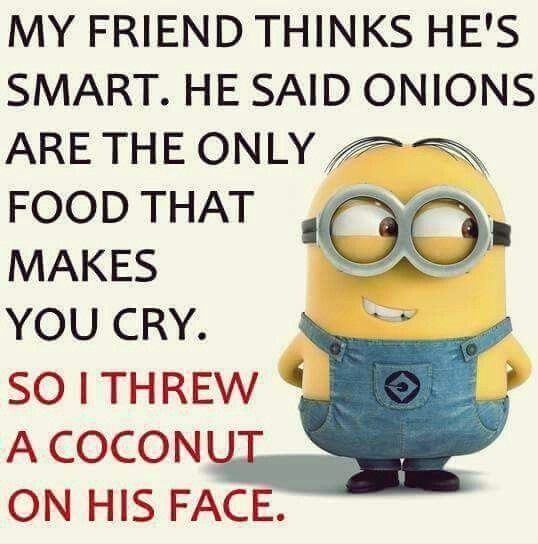 MY FRIEND THINKS HE'S
SMART. HE SAID ONIONS
ARE THE ONLY
FOOD THAT
MAKES
YOU CRY.
SO I THREW
A COCONUT
ON HIS FACE.